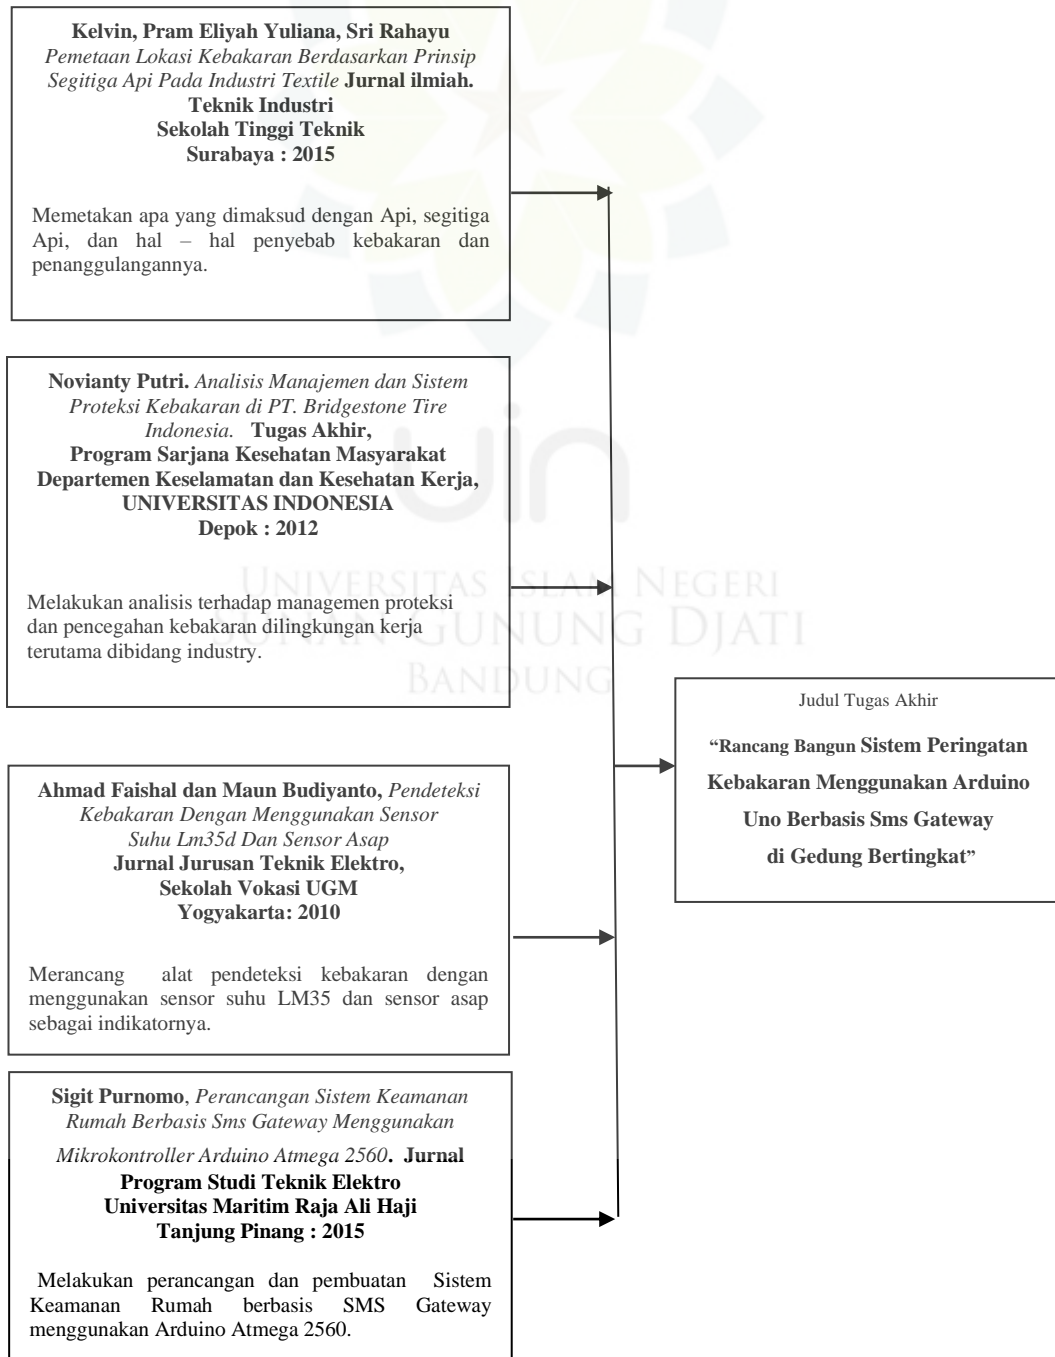 Kelvin, Pram Eliyah Yuliana, Sri Rahayu
Pemetaan Lokasi Kebakaran Berdasarkan Prinsip
Segitiga Api Pada Industri Textile Jurnal ilmiah.
Teknik Industri
Sekolah Tinggi Teknik
Surabaya : 2015
Memetakan apa yang dimaksud dengan Api, segitiga
Api, dan hal – hal penyebab kebakaran dan
penanggulangannya.
Novianty Putri. Analisis Manajemen dan Sistem
Proteksi Kebakaran di PT. Bridgestone Tire
Indonesia. Tugas Akhir,
Program Sarjana Kesehatan Masyarakat
Departemen Keselamatan dan Kesehatan Kerja,
UNIVERSITAS INDONESIA
Depok : 2012
Melakukan analisis terhadap managemen proteksi
dan pencegahan kebakaran dilingkungan kerja
terutama dibidang industry.
uin
UNIVERSITAS ISLAM NEGERI
SUNAN GUNUNG DJATI
BANDUNG
Ahmad Faishal dan Maun Budiyanto, Pendeteksi
Kebakaran Dengan Menggunakan Sensor
Suhu Lm35d Dan Sensor Asap
Jurnal Jurusan Teknik Elektro,
Sekolah Vokasi UGM
Yogyakarta: 2010
Merancang alat pendeteksi kebakaran dengan
menggunakan sensor suhu LM35 dan sensor asap
sebagai indikatornya.
Sigit Purnomo, Perancangan Sistem Keamanan
Rumah Berbasis Sms Gateway Menggunakan
Mikrokontroller Arduino Atmega 2560. Jurnal
Program Studi Teknik Elektro
Universitas Maritim Raja Ali Haji
Tanjung Pinang : 2015
Melakukan perancangan dan pembuatan Sistem
Keamanan Rumah berbasis SMS Gateway
menggunakan Arduino Atmega 2560.
Judul Tugas Akhir
“Rancang Bangun Sistem Peringatan
Kebakaran Menggunakan Arduino
Uno Berbasis Sms Gateway
di Gedung Bertingkat”